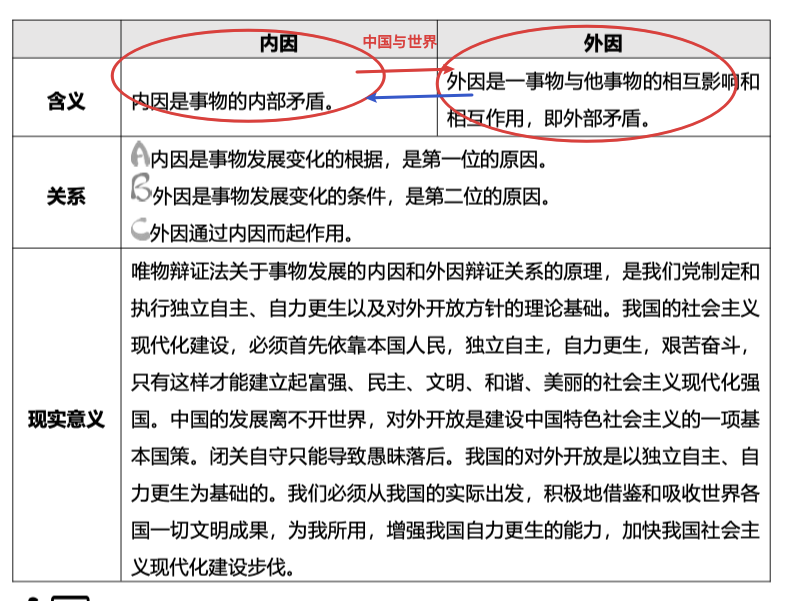 内因 中国与世界 外因
含义
内因是事物的内部矛盾。
外因是一事物与他事物的相互影响和
相互作用，即外部矛盾。
关系
A内因是事物发展变化的根据，是第一位的原因。
B外因是事物发展变化的条件，是第二位的原因。
C外因通过内因而起作用。
现实意义
唯物辩证法关于事物发展的内因和外因辩证关系的原理，是我们党制定和
执行独立自主、自力更生以及对外开放方针的理论基础。我国的社会主义
现代化建设，必须首先依靠本国人民，独立自主，自力更生，艰苦奋斗，
只有这样才能建立起富强、民主、文明、和谐、美丽的社会主义现代化强
国。中国的发展离不开世界，对外开放是建设中国特色社会主义的一项基
本国策。闭关自守只能导致愚昧落后。我国的对外开放是以独立自主、自
力更生为基础的。我们必须从我国的实际出发，积极地借鉴和吸收世界各
国一切文明成果，为我所用，增强我国自力更生的能力，加快我国社会主
义现代化建设步伐。